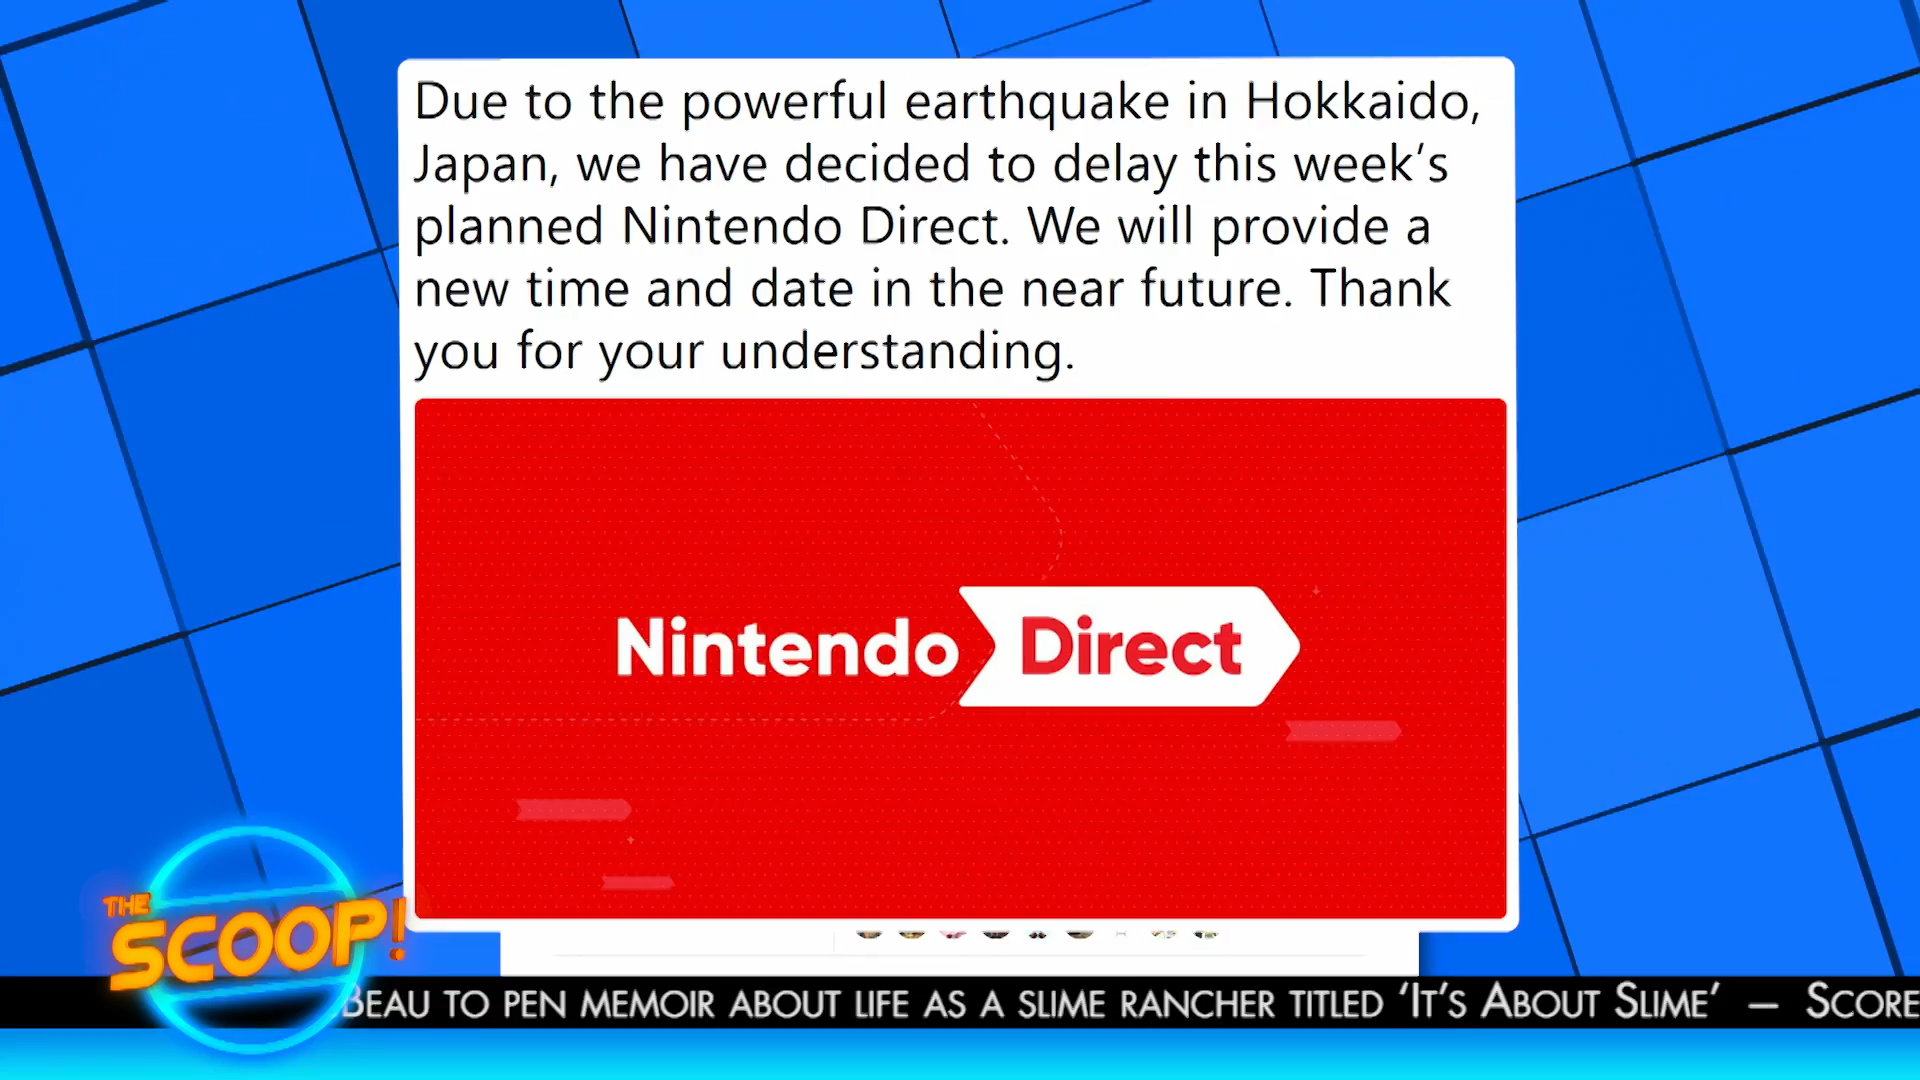 Due to the powerful earthquake in Hokkaido,
Japan, we have decided to delay this week’s
planned Nintendo Direct. We will provide a
new time and date in the near future. Thank
you for your understanding.
Nintendo Direct
THE
SCOOP!
BEAU TO PEN MEMOIR ABOUT LIFE AS A SLIME RANCHER TITLED ‘IT’S ABOUT SLIME’ — SCORE